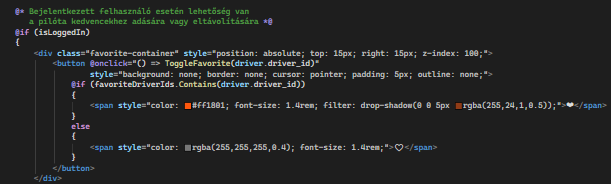 @* Bejelentkezett felhasználó esetén lehetőség van
a pilóta kedvencekhez adására vagy eltávolítására *@
@if (isLoggedIn)
{
<div class="favorite-container" style="position: absolute; top: 15px; right: 15px; z-index: 100;">
<button @onclick="() => ToggleFavorite(driver.driver_id)"
style="background: none; border: none; cursor: pointer; padding: 5px; outline: none;">
@if (favoriteDriverIds.Contains(driver.driver_id))
{
<span style="color: #ff1801; font-size: 1.4rem; filter: drop-shadow(0 0 5px rgba(255,24,1,0.5));">❤</span>
}
else
{
<span style="color: rgba(255,255,255,0.4); font-size: 1.4rem;">♡</span>
}
</button>
</div>